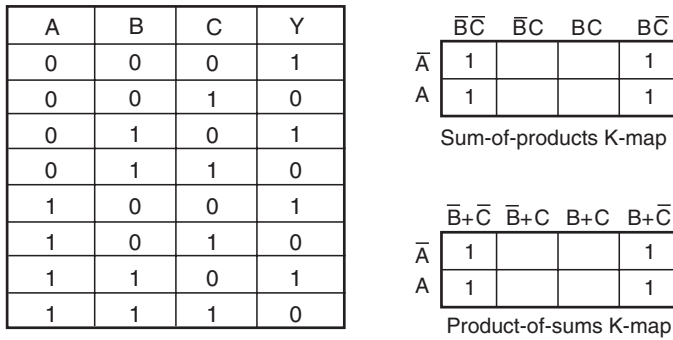 A B C Y
0 0 0 1
0 0 1 0
0 1 0 1
0 1 1 0
1 0 0 1
1 0 1 0
1 1 0 1
1 1 1 0
B̅C̅ B̅C BC BC̅
A̅ 1 1
A 1 1
Sum-of-products K-map
B̅+C̅ B̅+C B+C B+C̅
A̅ 1 1
A 1 1
Product-of-sums K-map